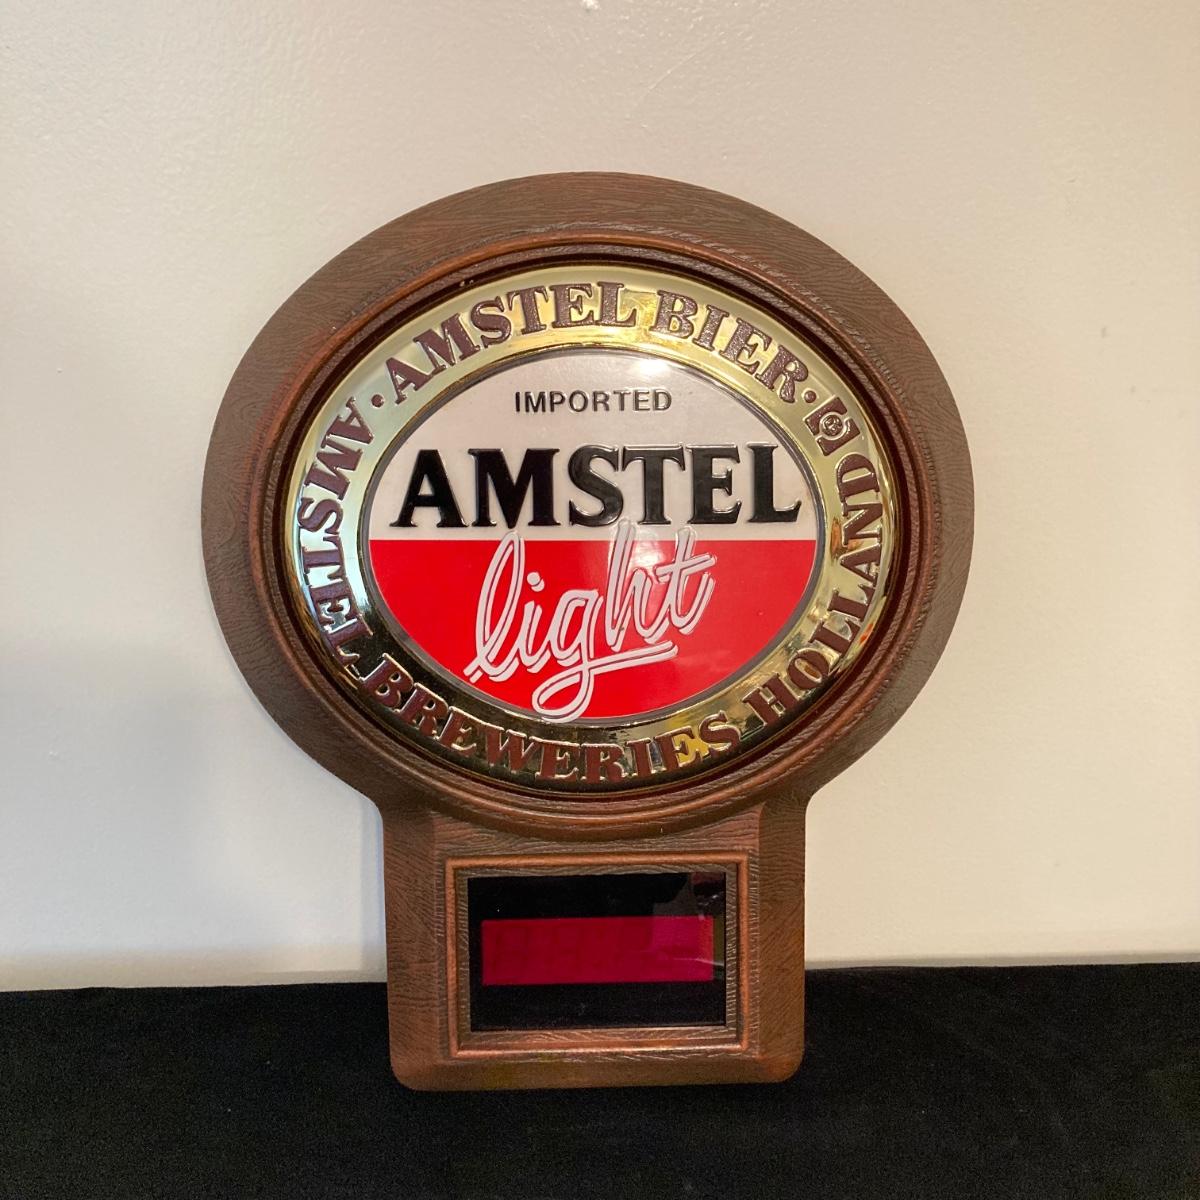 · AMSTEL BIER ·
AMSTEL BREWERIES HOLLAND
IMPORTED
AMSTEL
light